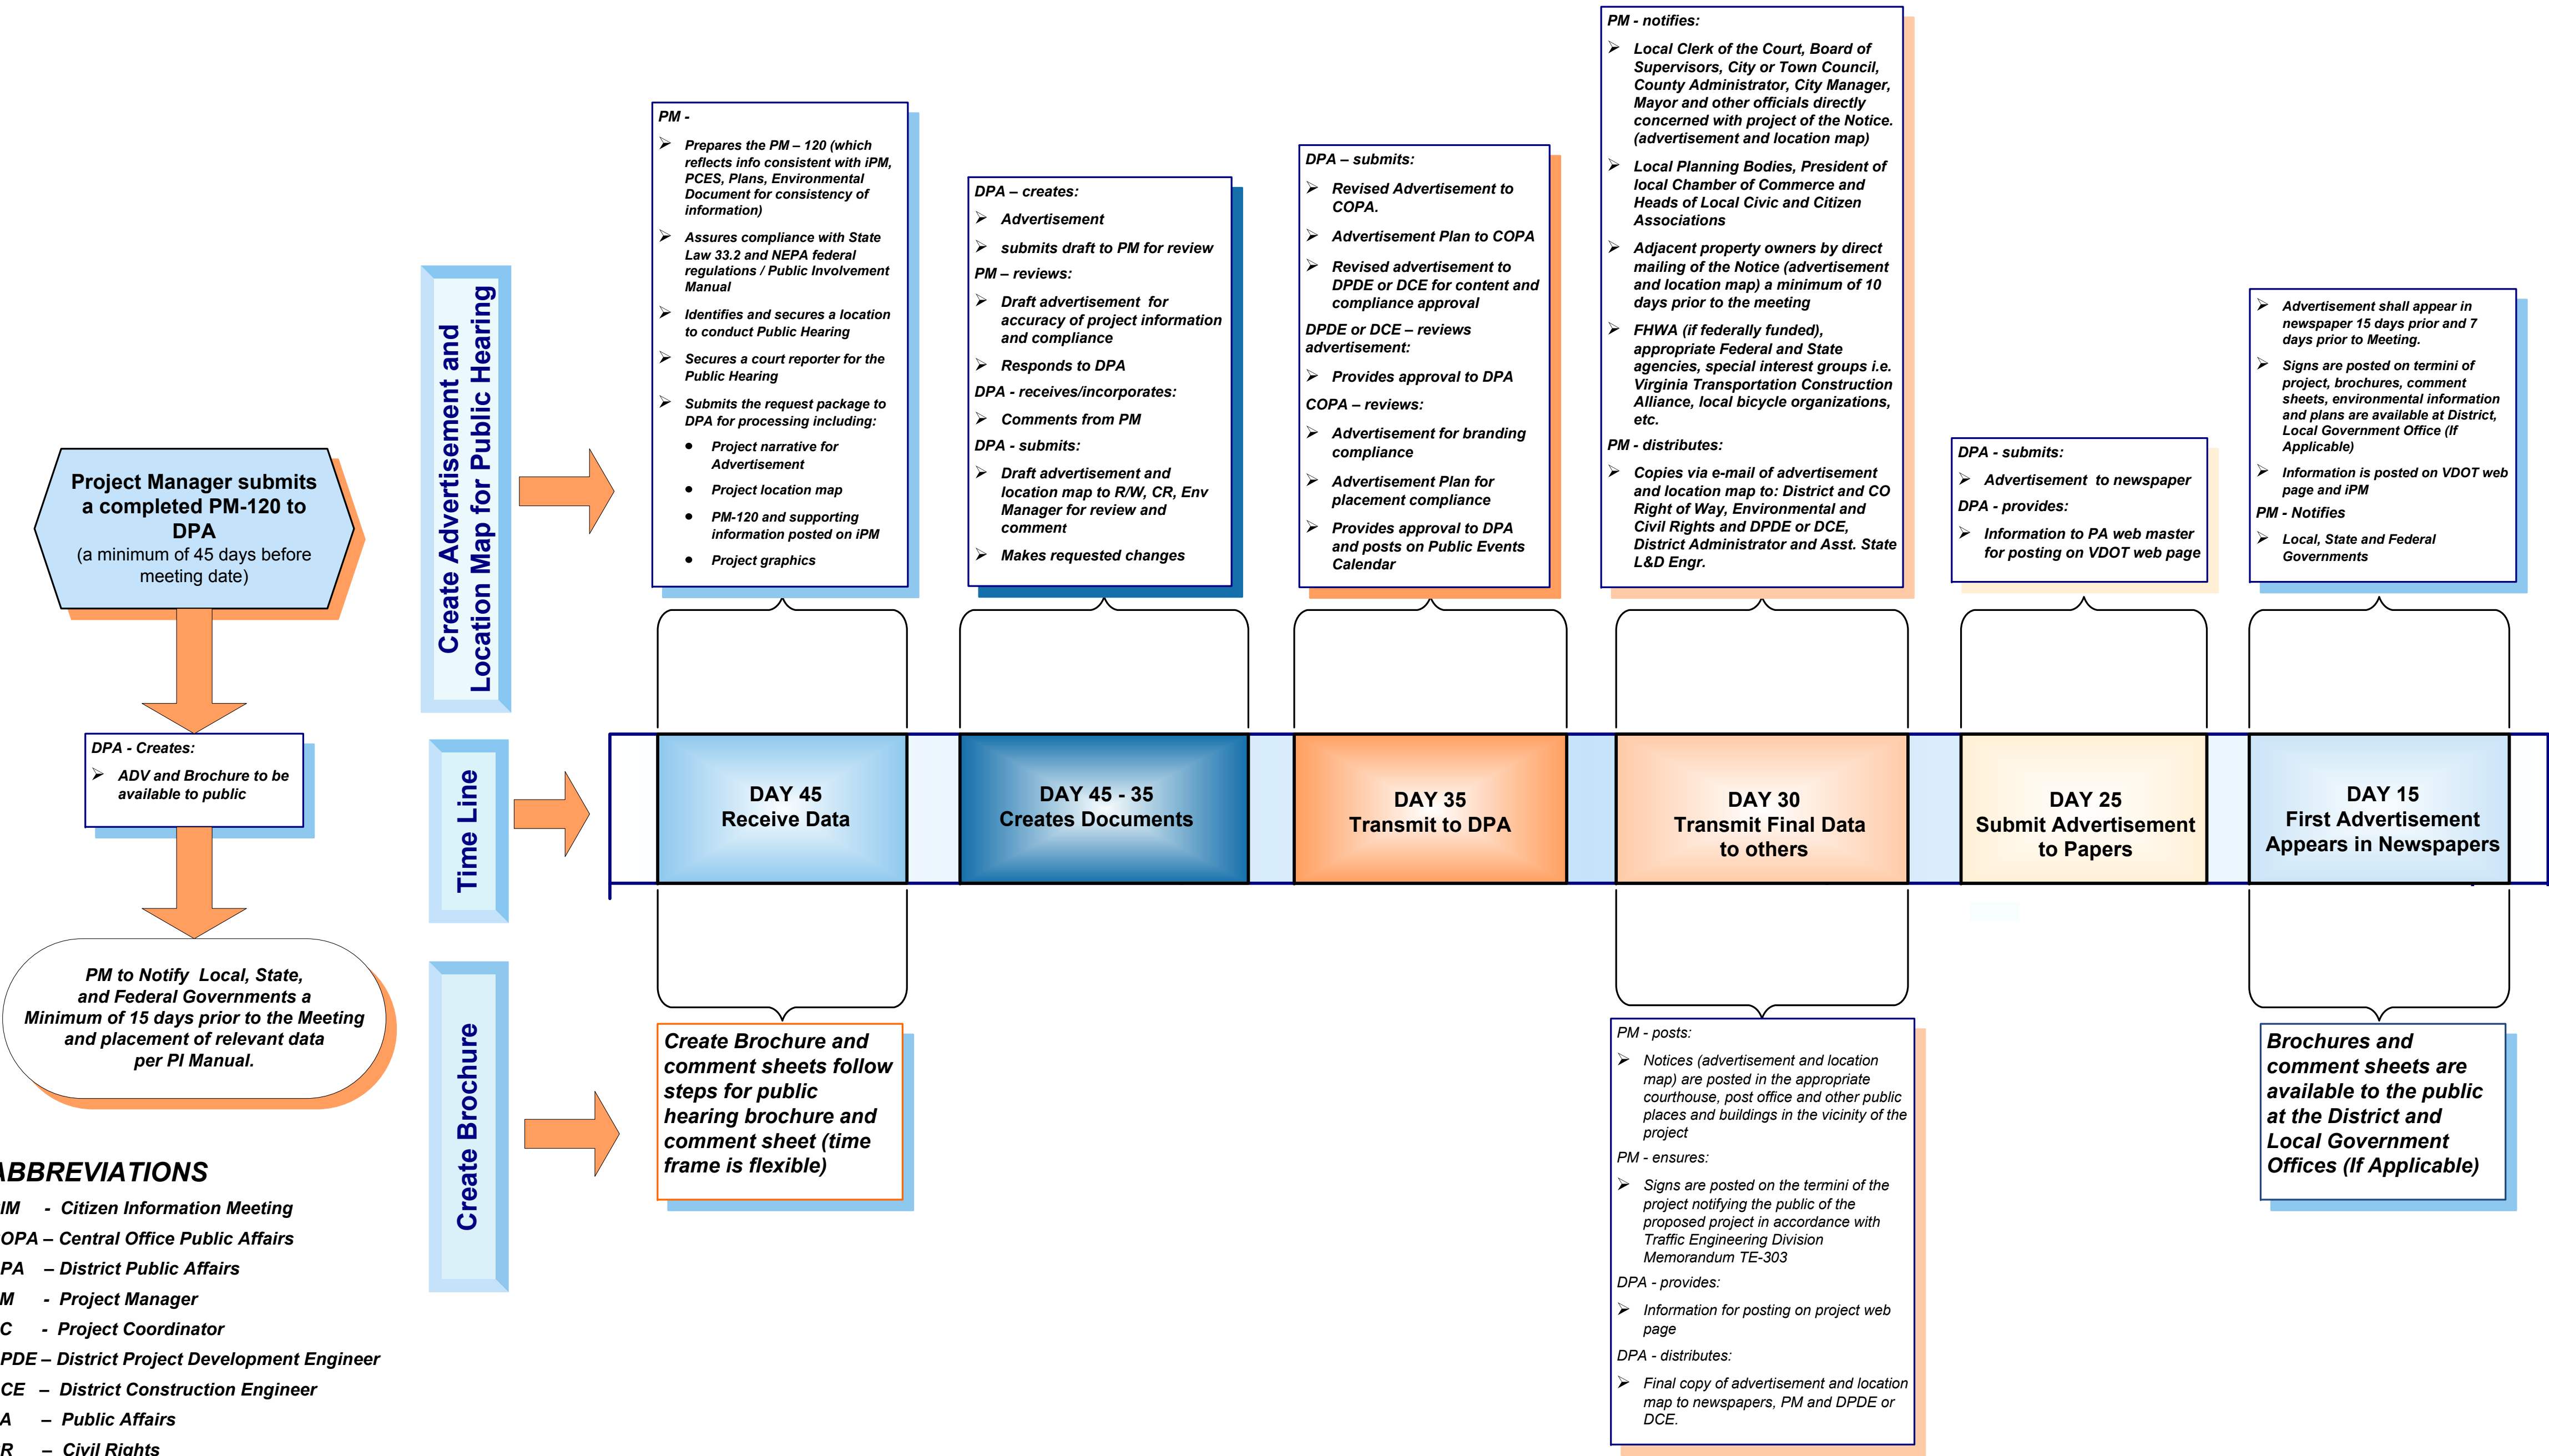 Project Manager submits
a completed PM-120 to
DPA
(a minimum of 45 days before
meeting date)
DPA - Creates:
➢ ADV and Brochure to be
available to public
PM to Notify Local, State,
and Federal Governments a
Minimum of 15 days prior to the Meeting
and placement of relevant data
per PI Manual.
ABBREVIATIONS
IM - Citizen Information Meeting
OPA – Central Office Public Affairs
PA – District Public Affairs
M - Project Manager
C - Project Coordinator
PDE – District Project Development Engineer
CE – District Construction Engineer
A – Public Affairs
R – Civil Rights
Create Advertisement and
Location Map for Public Hearing
PM -
➢ Prepares the PM – 120 (which
reflects info consistent with iPM,
PCES, Plans, Environmental
Document for consistency of
information)
➢ Assures compliance with State
Law 33.2 and NEPA federal
regulations / Public Involvement
Manual
➢ Identifies and secures a location
to conduct Public Hearing
➢ Secures a court reporter for the
Public Hearing
➢ Submits the request package to
DPA for processing including:
● Project narrative for
Advertisement
● Project location map
● PM-120 and supporting
information posted on iPM
● Project graphics
DPA – creates:
➢ Advertisement
➢ submits draft to PM for review
PM – reviews:
➢ Draft advertisement for
accuracy of project information
and compliance
➢ Responds to DPA
DPA - receives/incorporates:
➢ Comments from PM
DPA - submits:
➢ Draft advertisement and
location map to R/W, CR, Env
Manager for review and
comment
➢ Makes requested changes
DPA – submits:
➢ Revised Advertisement to
COPA.
➢ Advertisement Plan to COPA
➢ Revised advertisement to
DPDE or DCE for content and
compliance approval
DPDE or DCE – reviews
advertisement:
➢ Provides approval to DPA
COPA – reviews:
➢ Advertisement for branding
compliance
➢ Advertisement Plan for
placement compliance
➢ Provides approval to DPA
and posts on Public Events
Calendar
PM - notifies:
➢ Local Clerk of the Court, Board of
Supervisors, City or Town Council,
County Administrator, City Manager,
Mayor and other officials directly
concerned with project of the Notice.
(advertisement and location map)
➢ Local Planning Bodies, President of
local Chamber of Commerce and
Heads of Local Civic and Citizen
Associations
➢ Adjacent property owners by direct
mailing of the Notice (advertisement
and location map) a minimum of 10
days prior to the meeting
➢ FHWA (if federally funded),
appropriate Federal and State
agencies, special interest groups i.e.
Virginia Transportation Construction
Alliance, local bicycle organizations,
etc.
PM - distributes:
➢ Copies via e-mail of advertisement
and location map to: District and CO
Right of Way, Environmental and
Civil Rights and DPDE or DCE,
District Administrator and Asst. State
L&D Engr.
DPA - submits:
➢ Advertisement to newspaper
DPA - provides:
➢ Information to PA web master
for posting on VDOT web page
➢ Advertisement shall appear in
newspaper 15 days prior and 7
days prior to Meeting.
➢ Signs are posted on termini of
project, brochures, comment
sheets, environmental information
and plans are available at District,
Local Government Office (If
Applicable)
➢ Information is posted on VDOT web
page and iPM
PM - Notifies
➢ Local, State and Federal
Governments
Time Line
DAY 45
Receive Data
DAY 45 - 35
Creates Documents
DAY 35
Transmit to DPA
DAY 30
Transmit Final Data
to others
DAY 25
Submit Advertisement
to Papers
DAY 15
First Advertisement
Appears in Newspapers
Create Brochure
Create Brochure and
comment sheets follow
steps for public
hearing brochure and
comment sheet (time
frame is flexible)
PM - posts:
➢ Notices (advertisement and location
map) are posted in the appropriate
courthouse, post office and other public
places and buildings in the vicinity of the
project
PM - ensures:
➢ Signs are posted on the termini of the
project notifying the public of the
proposed project in accordance with
Traffic Engineering Division
Memorandum TE-303
DPA - provides:
➢ Information for posting on project web
page
DPA - distributes:
➢ Final copy of advertisement and location
map to newspapers, PM and DPDE or
DCE.
Brochures and
comment sheets are
available to the public
at the District and
Local Government
Offices (If Applicable)